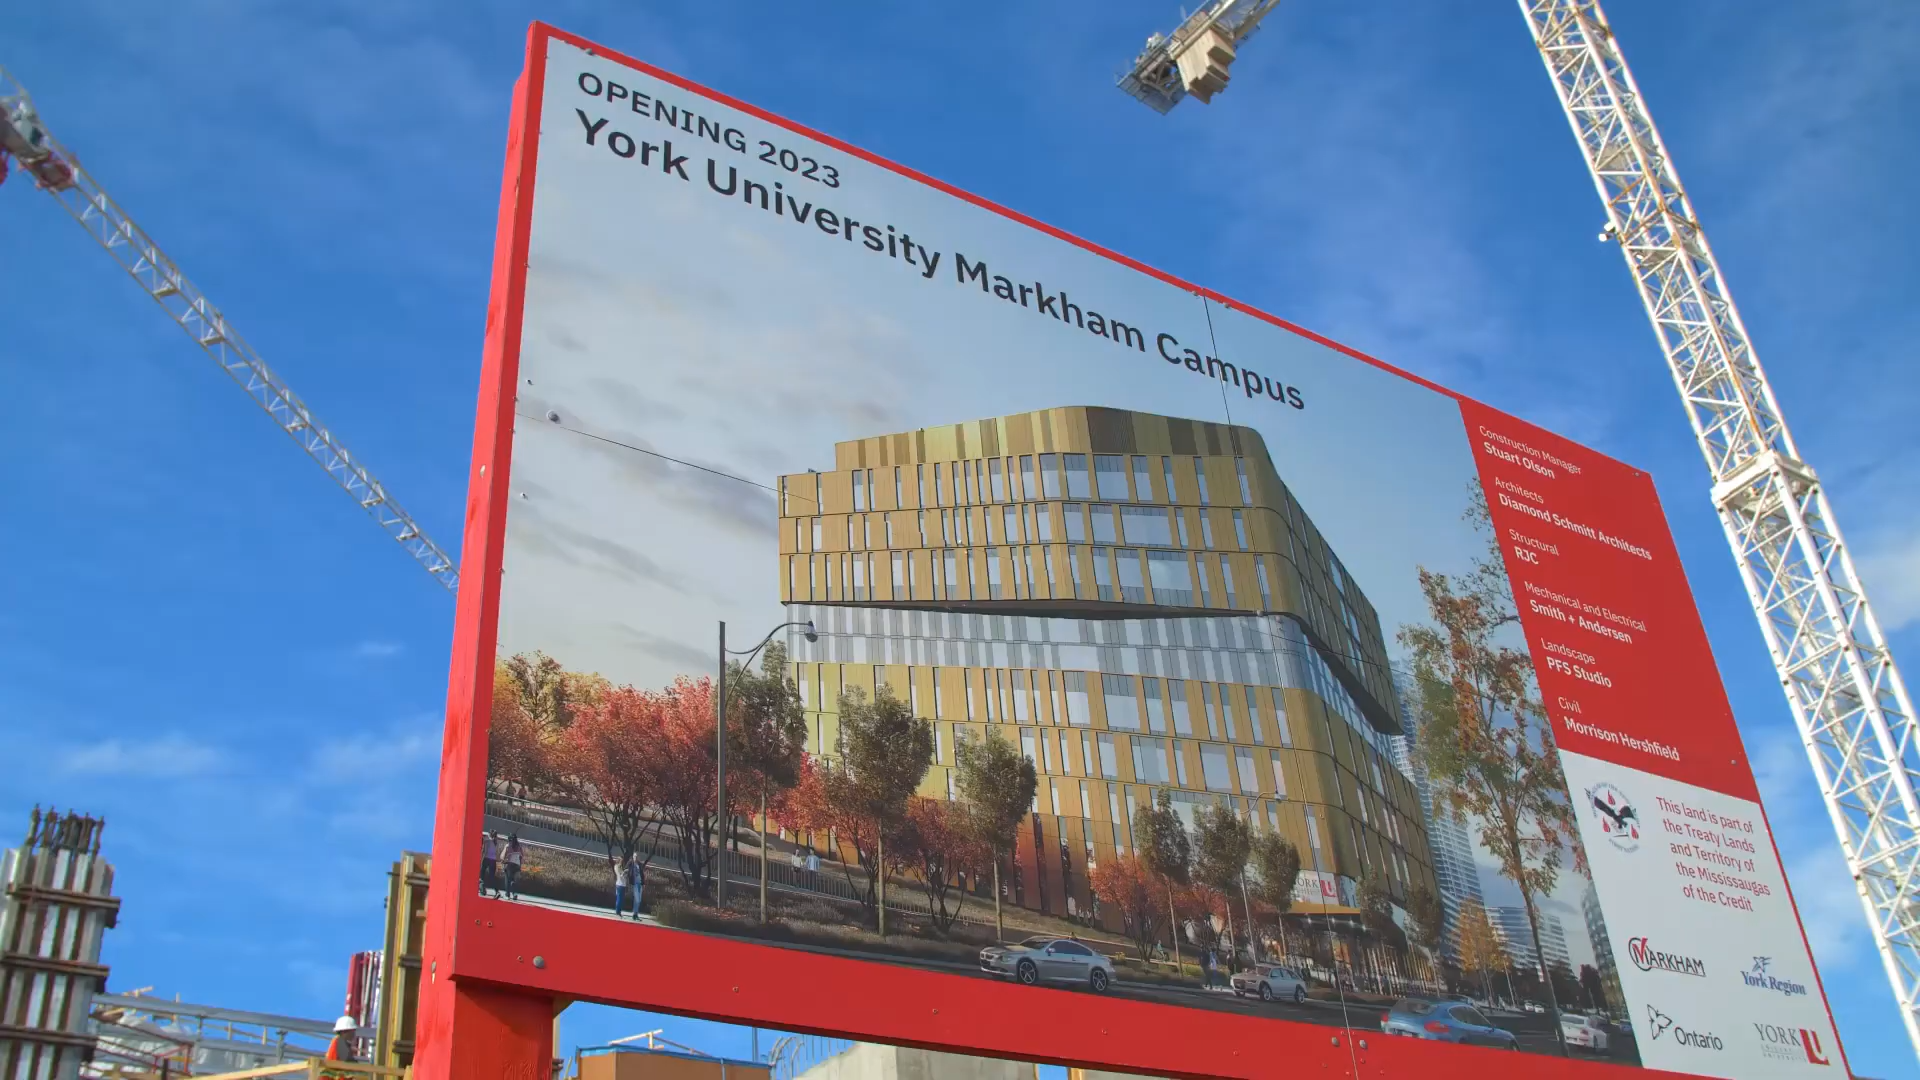 OPENING 2023
York University Markham Campus
Construction Manager
Stuart Olson
Architects
Diamond Schmitt Architects
Structural
RJC
Mechanical and Electrical
Smith + Andersen
Landscape
PFS Studio
Civil
Morrison Hershfield
This land is part of
the Treaty Lands
and Territory of
the Mississaugas
of the Credit
MARKHAM
York Region
Ontario
YORK U
YORK U